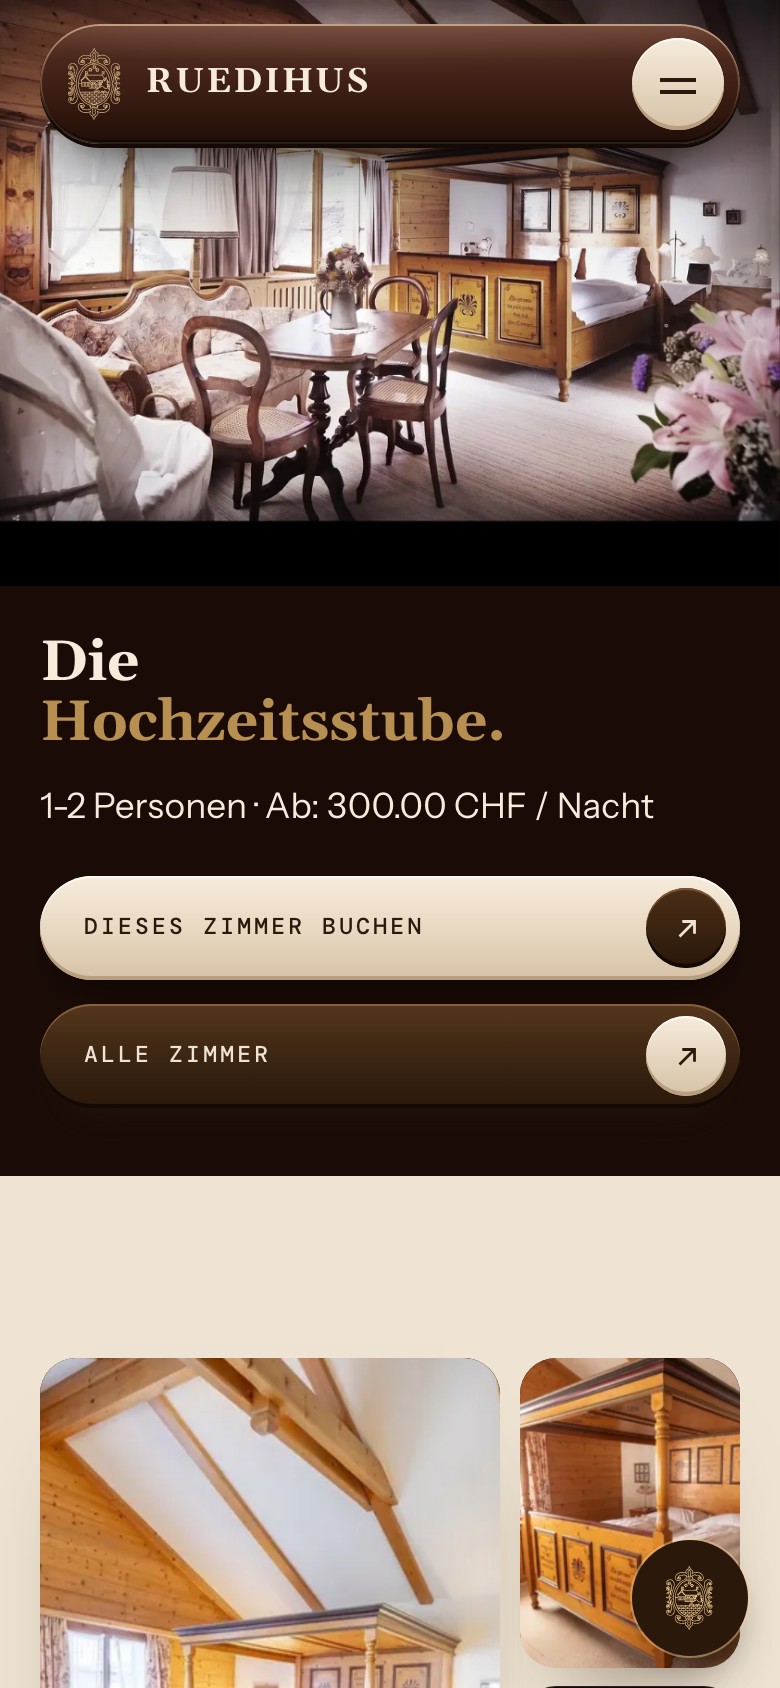 RUEDIHUS
Die
Hochzeitsstube.
1-2 Personen · Ab: 300.00 CHF / Nacht
DIESES ZIMMER BUCHEN
ALLE ZIMMER